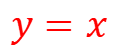 y = x